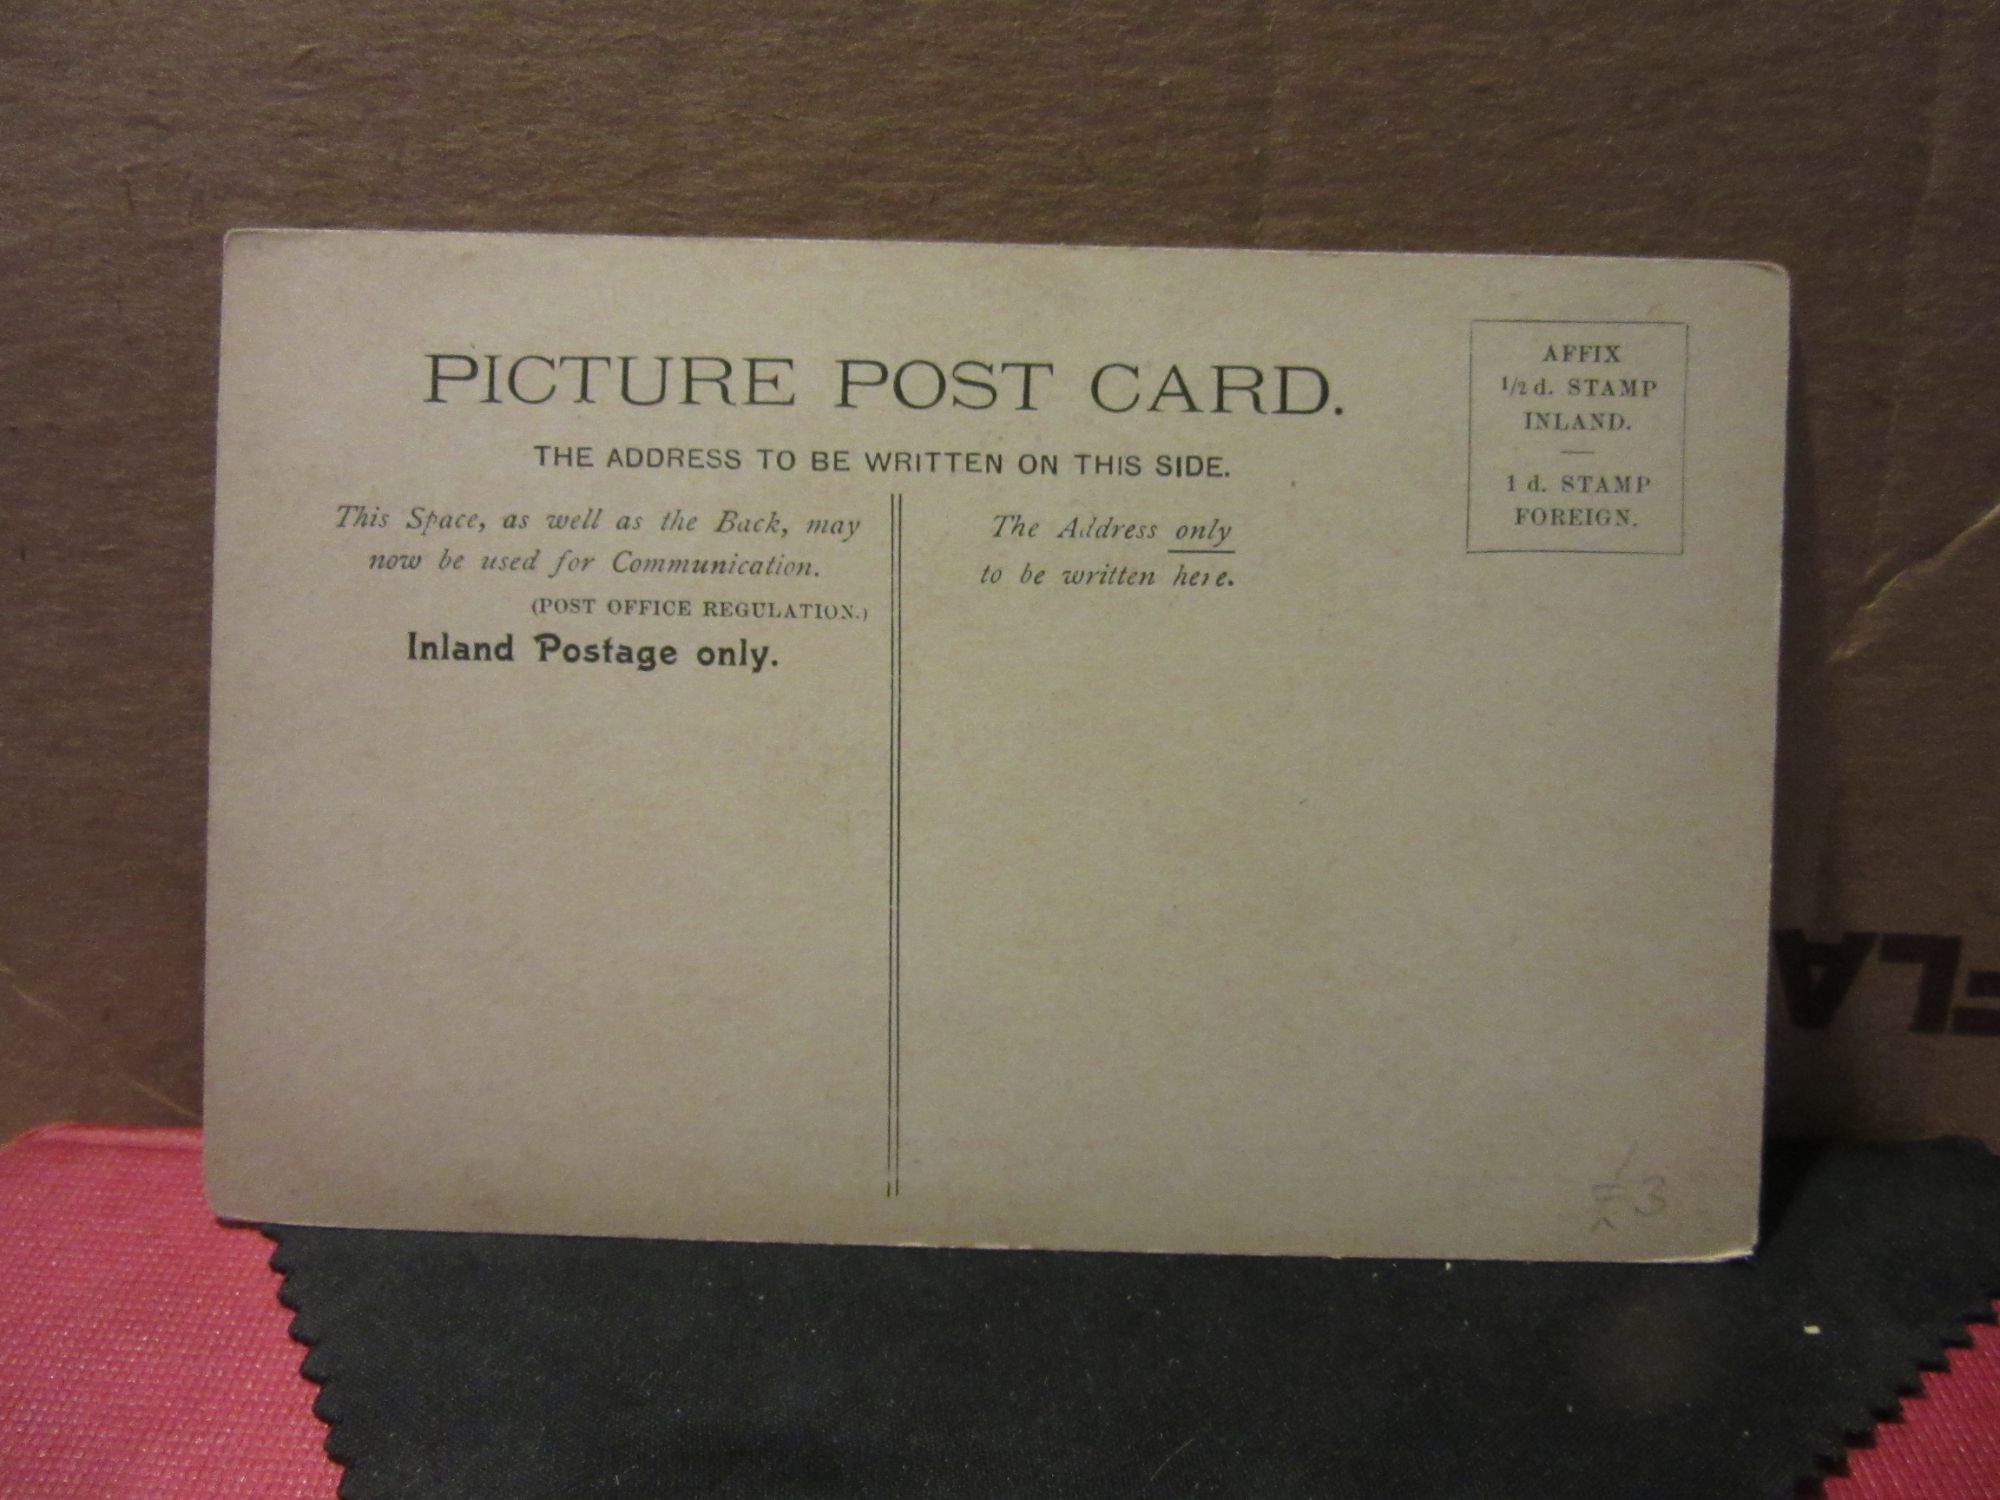 PICTURE POST CARD.
THE ADDRESS TO BE WRITTEN ON THIS SIDE.
This Space, as well as the Back, may
now be used for Communication.
(POST OFFICE REGULATION.)
Inland Postage only.
The Address only
to be written here.
AFFIX
1/2 d. STAMP
INLAND.
—
1 d. STAMP
FOREIGN.